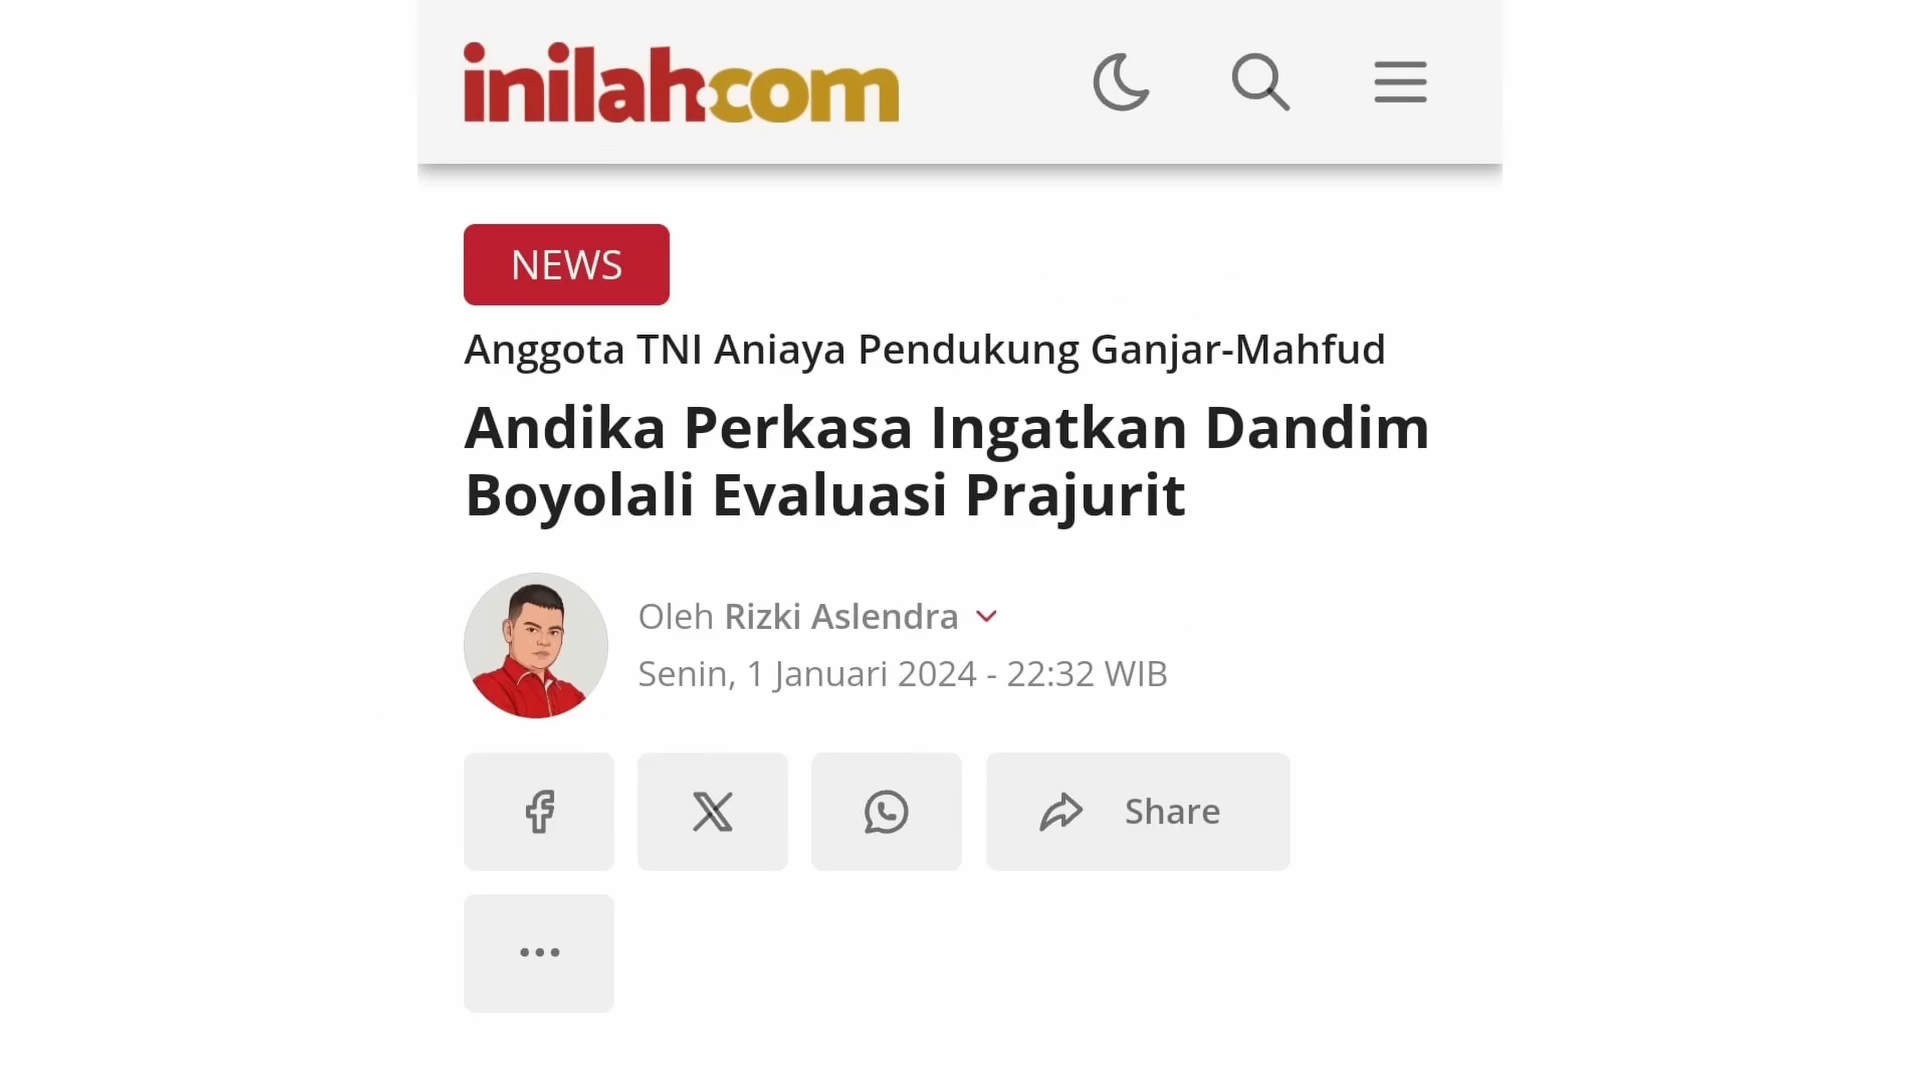 inilah.com
NEWS
Anggota TNI Aniaya Pendukung Ganjar-Mahfud
Andika Perkasa Ingatkan Dandim
Boyolali Evaluasi Prajurit
Oleh Rizki Aslendra
Senin, 1 Januari 2024 - 22:32 WIB
Share